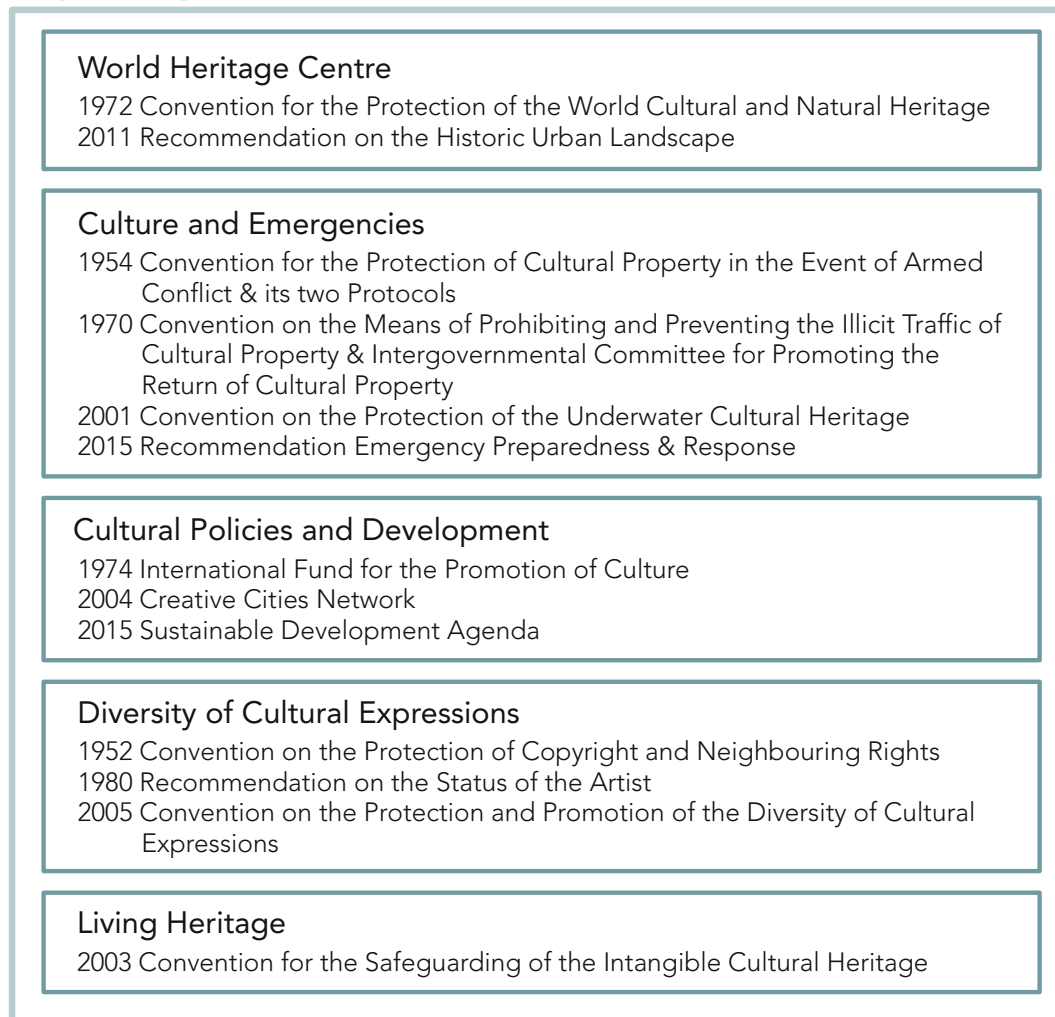 World Heritage Centre
1972 Convention for the Protection of the World Cultural and Natural Heritage
2011 Recommendation on the Historic Urban Landscape
Culture and Emergencies
1954 Convention for the Protection of Cultural Property in the Event of Armed
Conflict & its two Protocols
1970 Convention on the Means of Prohibiting and Preventing the Illicit Traffic of
Cultural Property & Intergovernmental Committee for Promoting the
Return of Cultural Property
2001 Convention on the Protection of the Underwater Cultural Heritage
2015 Recommendation Emergency Preparedness & Response
Cultural Policies and Development
1974 International Fund for the Promotion of Culture
2004 Creative Cities Network
2015 Sustainable Development Agenda
Diversity of Cultural Expressions
1952 Convention on the Protection of Copyright and Neighbouring Rights
1980 Recommendation on the Status of the Artist
2005 Convention on the Protection and Promotion of the Diversity of Cultural
Expressions
Living Heritage
2003 Convention for the Safeguarding of the Intangible Cultural Heritage